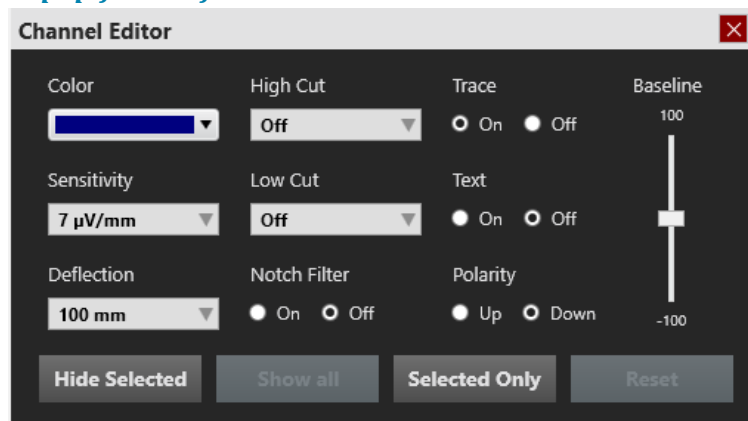 Channel Editor
Color
High Cut
Trace
Baseline
Off
On
Off
100
Sensitivity
Low Cut
Text
7 µV/mm
Off
On
Off
Deflection
Notch Filter
Polarity
100 mm
On
Off
Up
Down
-100
Hide Selected
Show all
Selected Only
Reset